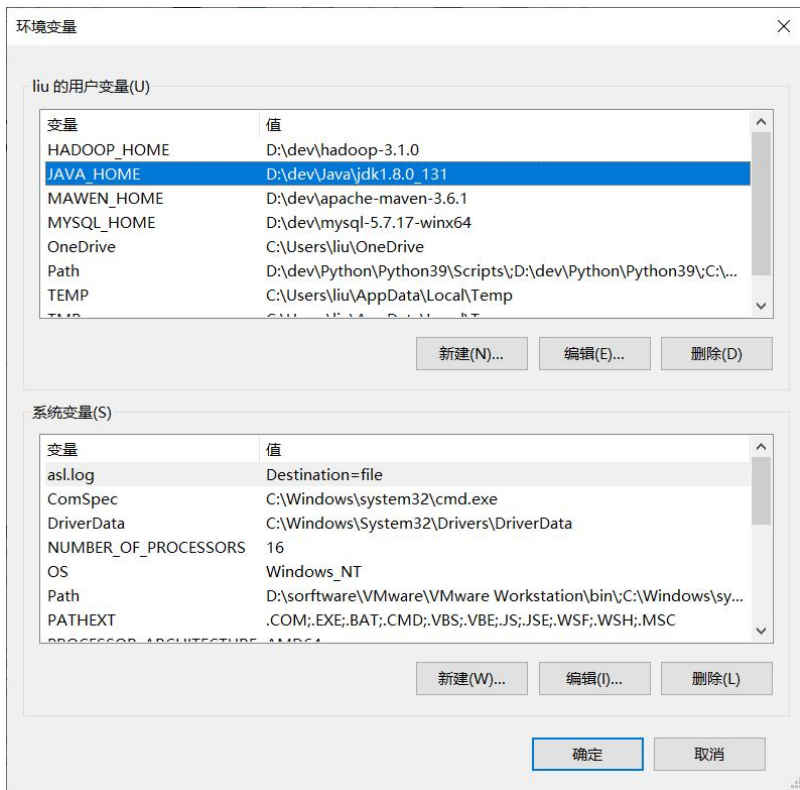 环境变量
liu 的用户变量(U)
变量 值
HADOOP_HOME D:\dev\hadoop-3.1.0
JAVA_HOME D:\dev\Java\jdk1.8.0_131
MAWEN_HOME D:\dev\apache-maven-3.6.1
MYSQL_HOME D:\dev\mysql-5.7.17-winx64
OneDrive C:\Users\liu\OneDrive
Path D:\dev\Python\Python39\Scripts\;D:\dev\Python\Python39\;C:\...
TEMP C:\Users\liu\AppData\Local\Temp
新建(N)... 编辑(E)... 删除(D)
系统变量(S)
变量 值
asl.log Destination=file
ComSpec C:\Windows\system32\cmd.exe
DriverData C:\Windows\System32\Drivers\DriverData
NUMBER_OF_PROCESSORS 16
OS Windows_NT
Path D:\sorftware\VMware\VMware Workstation\bin\;C:\Windows\sy...
PATHEXT .COM;.EXE;.BAT;.CMD;.VBS;.VBE;.JS;.JSE;.WSF;.WSH;.MSC
新建(W)... 编辑(I)... 删除(L)
确定 取消